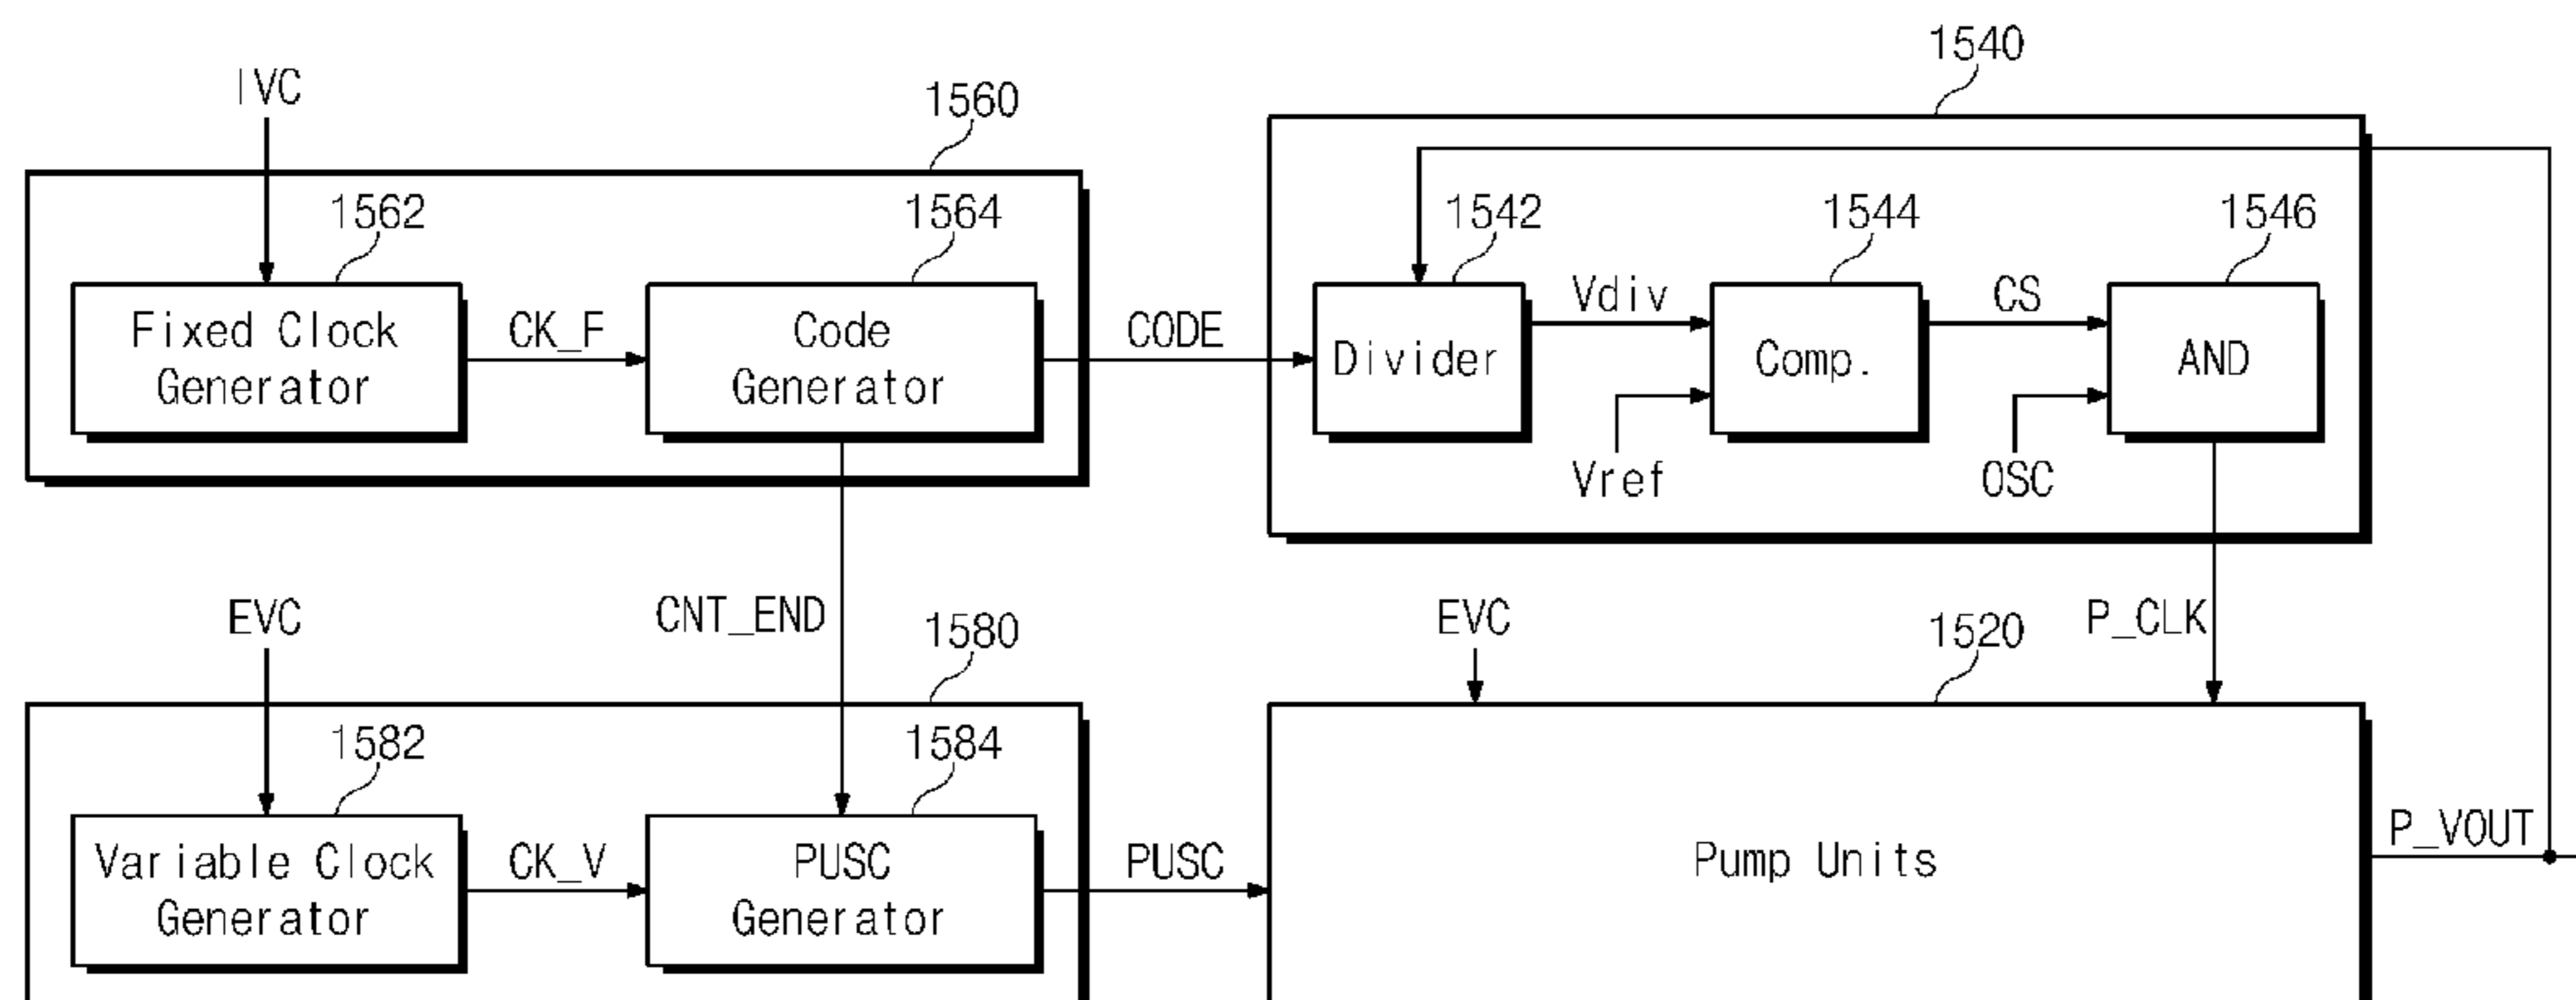 1540
IVC
1560
1562
1564
1542
1544
1546
Fixed Clock
Generator
CK_F
Code
Generator
CODE
Divider
Vdiv
Vref
Comp.
CS
OSC
AND
EVC
CNT_END
1580
EVC
1520
P_CLK
1582
1584
Variable Clock
Generator
CK_V
PUSC
Generator
PUSC
Pump Units
P_VOUT